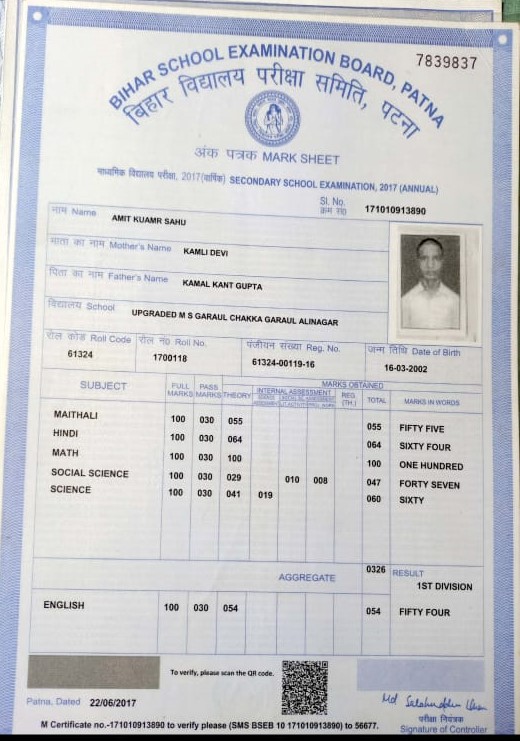 7839837
BIHAR SCHOOL EXAMINATION BOARD, PATNA
बिहार विद्यालय परीक्षा समिति, पटना
अंक पत्रक MARK SHEET
माध्यमिक विद्यालय परीक्षा, 2017 (वार्षिक) SECONDARY SCHOOL EXAMINATION, 2017 (ANNUAL)
Sl. No.
क्रम सं० 171010913890
नाम Name AMIT KUAMR SAHU
माता का नाम Mother's Name KAMLI DEVI
पिता का नाम Father's Name KAMAL KANT GUPTA
विद्यालय School UPGRADED M S GARAUL CHAKKA GARAUL ALINAGAR
रोल कोड Roll Code रोल नं० Roll No. पंजीयन संख्या Reg. No. जन्म तिथि Date of Birth
61324 1700118 61324-00119-16 16-03-2002
MARKS OBTAINED
SUBJECT FULL MARKS PASS MARKS THEORY INTERNAL ASSESSMENT REG. (TH.) TOTAL MARKS IN WORDS
MAITHALI 100 030 055 055 FIFTY FIVE
HINDI 100 030 064 064 SIXTY FOUR
MATH 100 030 100 100 ONE HUNDRED
SOCIAL SCIENCE 100 030 029 010 008 047 FORTY SEVEN
SCIENCE 100 030 041 019 060 SIXTY
AGGREGATE 0326 RESULT
1ST DIVISION
ENGLISH 100 030 054 054 FIFTY FOUR
To verify, please scan the QR code.
Patna, Dated 22/06/2017
परीक्षा नियंत्रक
Signature of Controller
M Certificate no.-171010913890 to verify please (SMS BSEB 10 171010913890) to 56677.